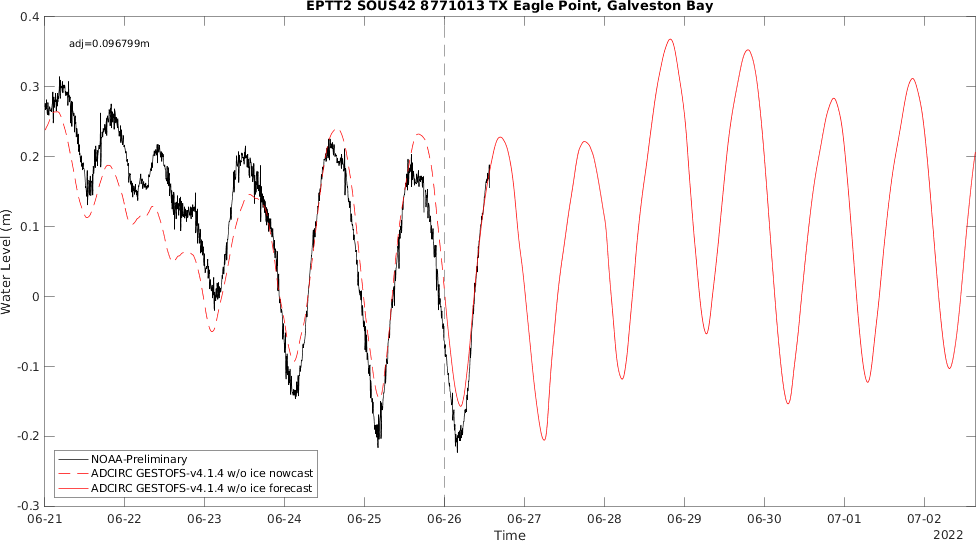 EPTT2 SOUS42 8771013 TX Eagle Point, Galveston Bay
adj=0.096799m
0.4
0.3
0.2
0.1
0
-0.1
-0.2
-0.3
Water Level (m)
NOAA-Preliminary
ADCIRC GESTOFS-v4.1.4 w/o ice nowcast
ADCIRC GESTOFS-v4.1.4 w/o ice forecast
06-21 06-22 06-23 06-24 06-25 06-26 06-27 06-28 06-29 06-30 07-01 07-02
Time
2022